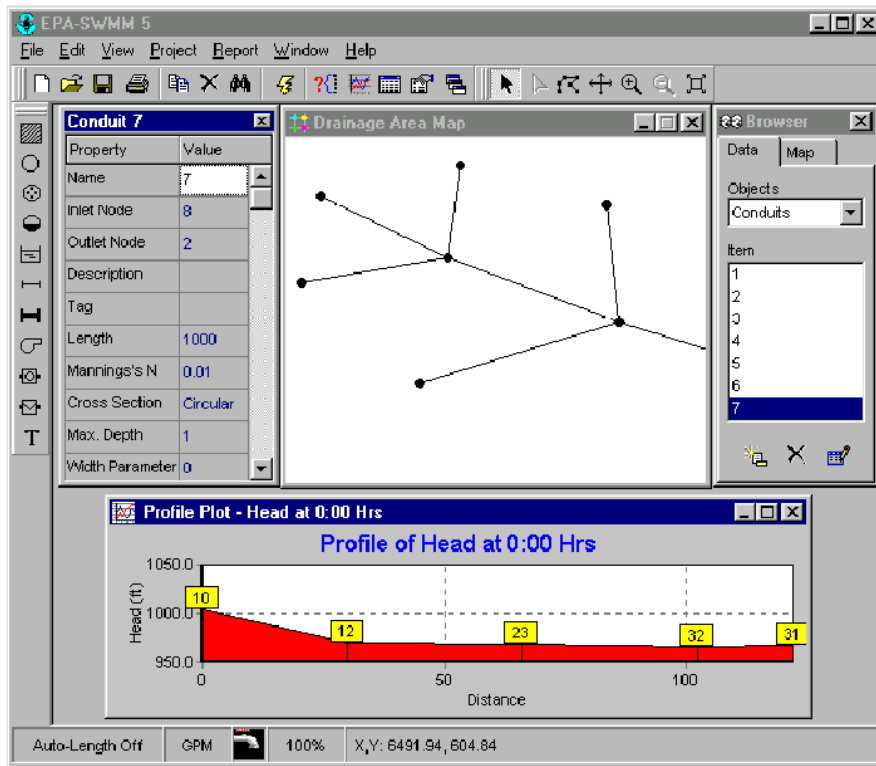 EPA-SWMM 5
File Edit View Project Report Window Help
Conduit 7
Property Value
Name 7
Inlet Node 8
Outlet Node 2
Description
Tag
Length 1000
Mannings's N 0.01
Cross Section Circular
Max. Depth 1
Width Parameter 0
T
Drainage Area Map
Browser
Data Map
Objects
Conduits
Item
1
2
3
4
5
6
7
Profile Plot - Head at 0:00 Hrs
Profile of Head at 0:00 Hrs
Head (ft)
1050.0
1000.0
950.0
10
12
23
32
31
0 50 100
Distance
Auto-Length Off GPM 100% X,Y: 6491.94, 604.84